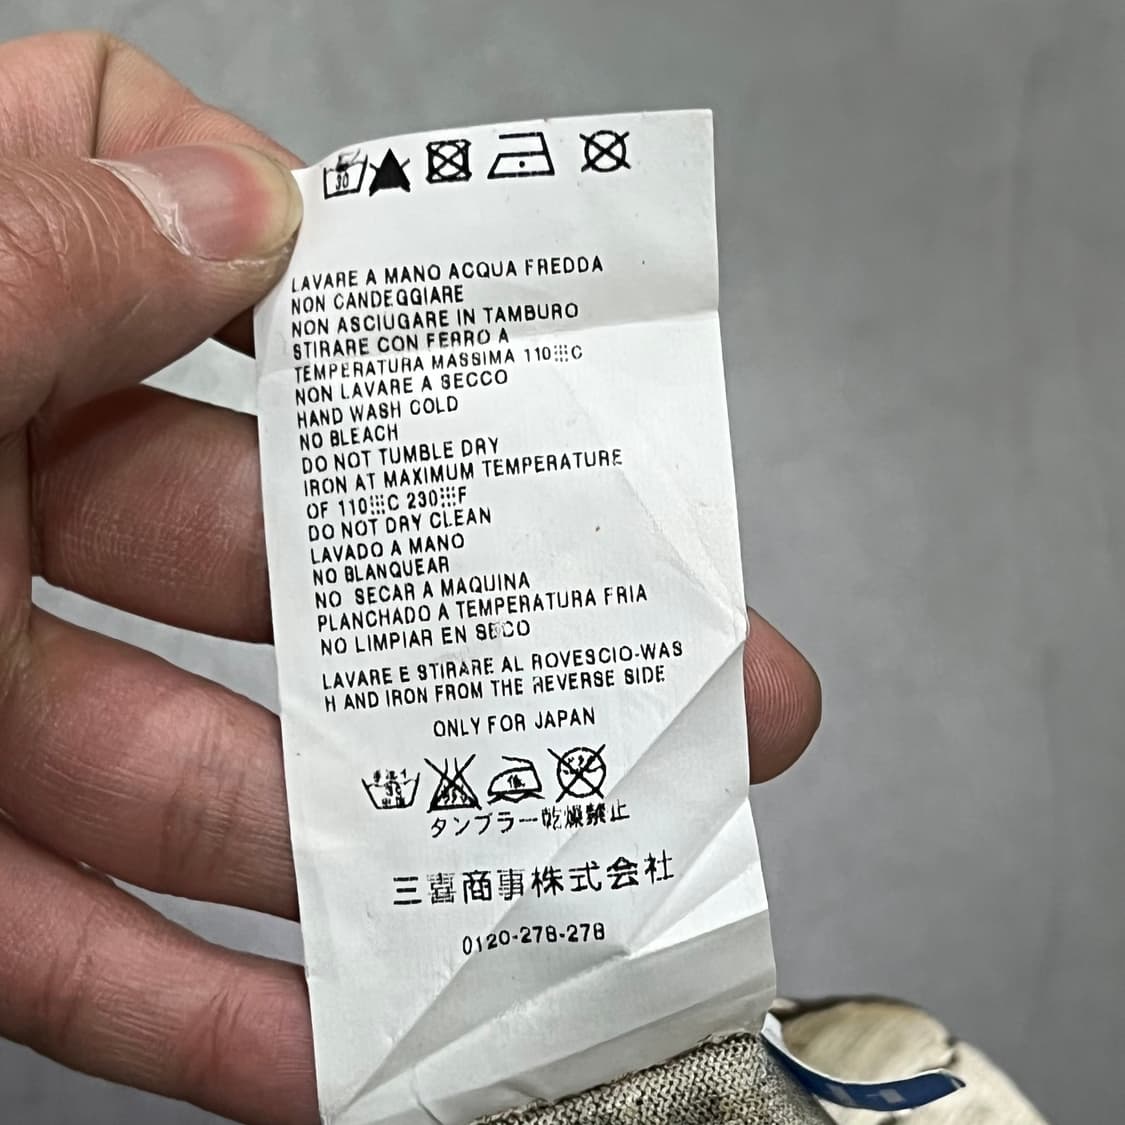 30
LAVARE A MANO ACQUA FREDDA
NON CANDEGGIARE
NON ASCIUGARE IN TAMBURO
STIRARE CON FERRO A
TEMPERATURA MASSIMA 110 C
NON LAVARE A SECCO
HAND WASH COLD
NO BLEACH
DO NOT TUMBLE DRY
IRON AT MAXIMUM TEMPERATURE
OF 110 C 230 F
DO NOT DRY CLEAN
LAVADO A MANO
NO BLANQUEAR
NO SECAR A MAQUINA
PLANCHADO A TEMPERATURA FRIA
NO LIMPIAR EN SECO
LAVARE E STIRARE AL ROVESCIO-WAS
H AND IRON FROM THE REVERSE SIDE
ONLY FOR JAPAN
タンブラー乾燥禁止
三喜商事株式会社
0120-278-278